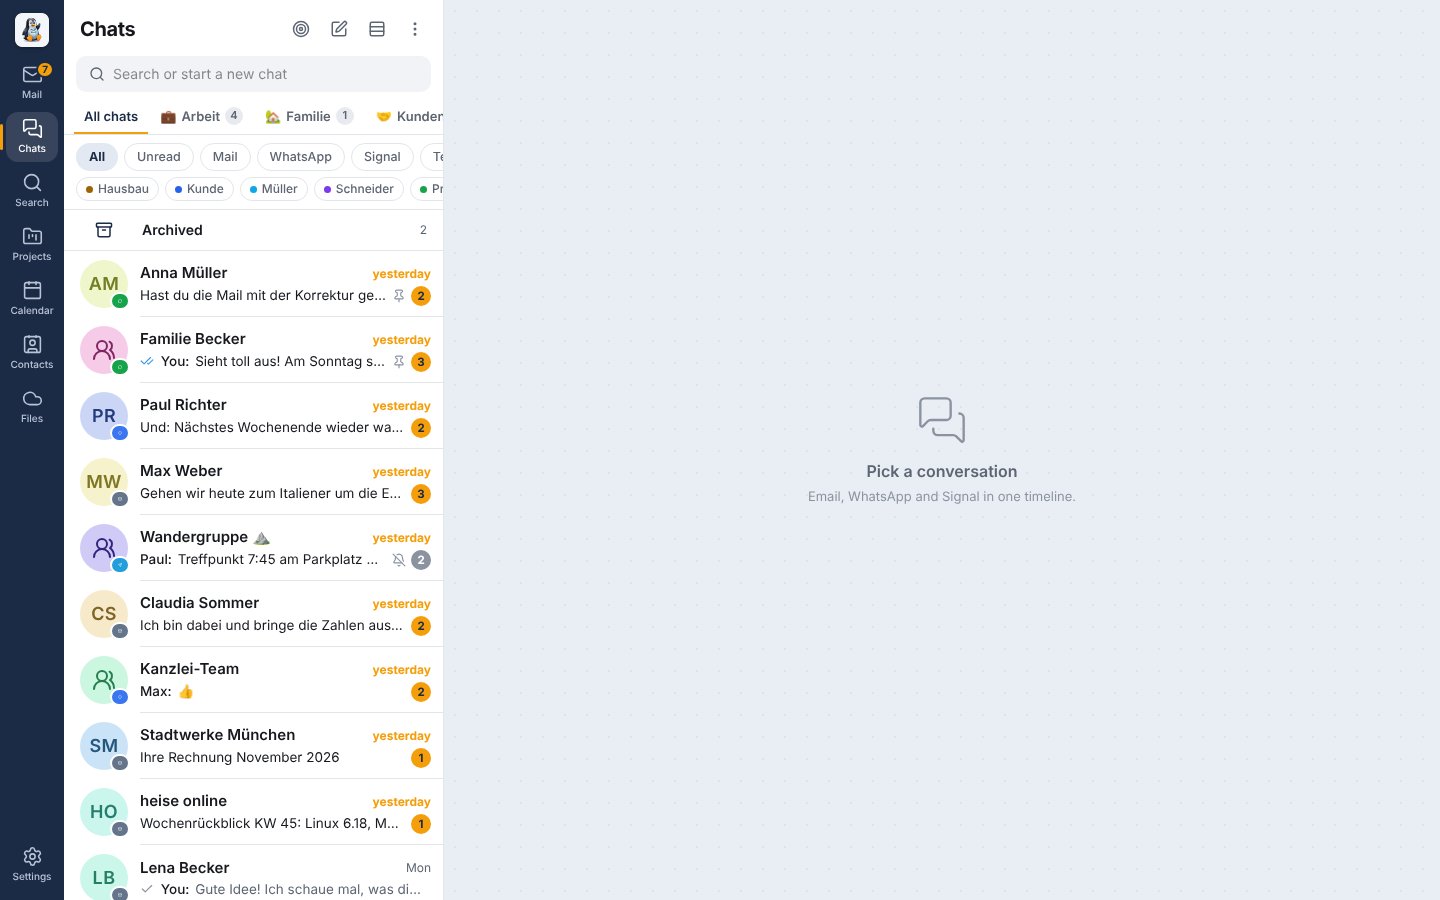 Chats
7
Mail
Chats
Search
Projects
Calendar
Contacts
Files
Settings
Search or start a new chat
All chats 💼 Arbeit 4 🏡 Familie 1 🤝 Kunden
All Unread Mail WhatsApp Signal Te
Hausbau Kunde Müller Schneider Pr
Archived 2
AM Anna Müller yesterday
Hast du die Mail mit der Korrektur ge... 2
Familie Becker yesterday
You: Sieht toll aus! Am Sonntag s... 3
PR Paul Richter yesterday
Und: Nächstes Wochenende wieder wa... 2
MW Max Weber yesterday
Gehen wir heute zum Italiener um die E... 3
Wandergruppe ⛰️ yesterday
Paul: Treffpunkt 7:45 am Parkplatz ... 2
CS Claudia Sommer yesterday
Ich bin dabei und bringe die Zahlen aus... 2
Kanzlei-Team yesterday
Max: 👍 2
SM Stadtwerke München yesterday
Ihre Rechnung November 2026 1
HO heise online yesterday
Wochenrückblick KW 45: Linux 6.18, M... 1
LB Lena Becker Mon
You: Gute Idee! Ich schaue mal, was di...
Pick a conversation
Email, WhatsApp and Signal in one timeline.